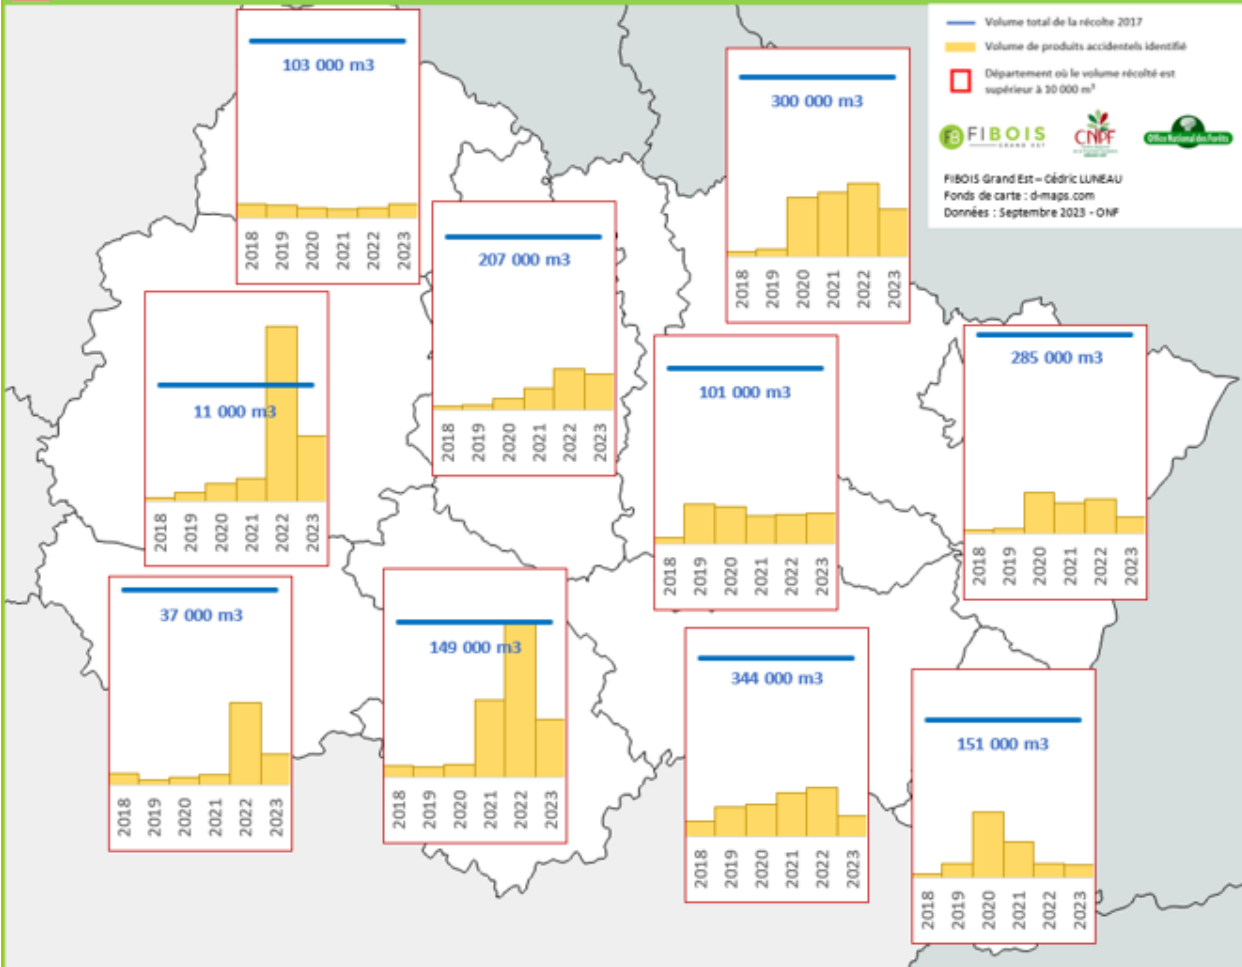 Volume total de la récolte 2017
Volume de produits accidentels identifié
Département où le volume récolté est
supérieur à 10 000 m³
FIBOIS
GRAND EST
CNPF
Office National des Forêts
FIBOIS Grand Est – Cédric LUNEAU
Fonds de carte : d-maps.com
Données : Septembre 2023 - ONF
103 000 m3
2018 2019 2020 2021 2022 2023
300 000 m3
2018 2019 2020 2021 2022 2023
207 000 m3
2018 2019 2020 2021 2022 2023
11 000 m3
2018 2019 2020 2021 2022 2023
101 000 m3
2018 2019 2020 2021 2022 2023
285 000 m3
2018 2019 2020 2021 2022 2023
37 000 m3
2018 2019 2020 2021 2022 2023
149 000 m3
2018 2019 2020 2021 2022 2023
344 000 m3
2018 2019 2020 2021 2022 2023
151 000 m3
2018 2019 2020 2021 2022 2023